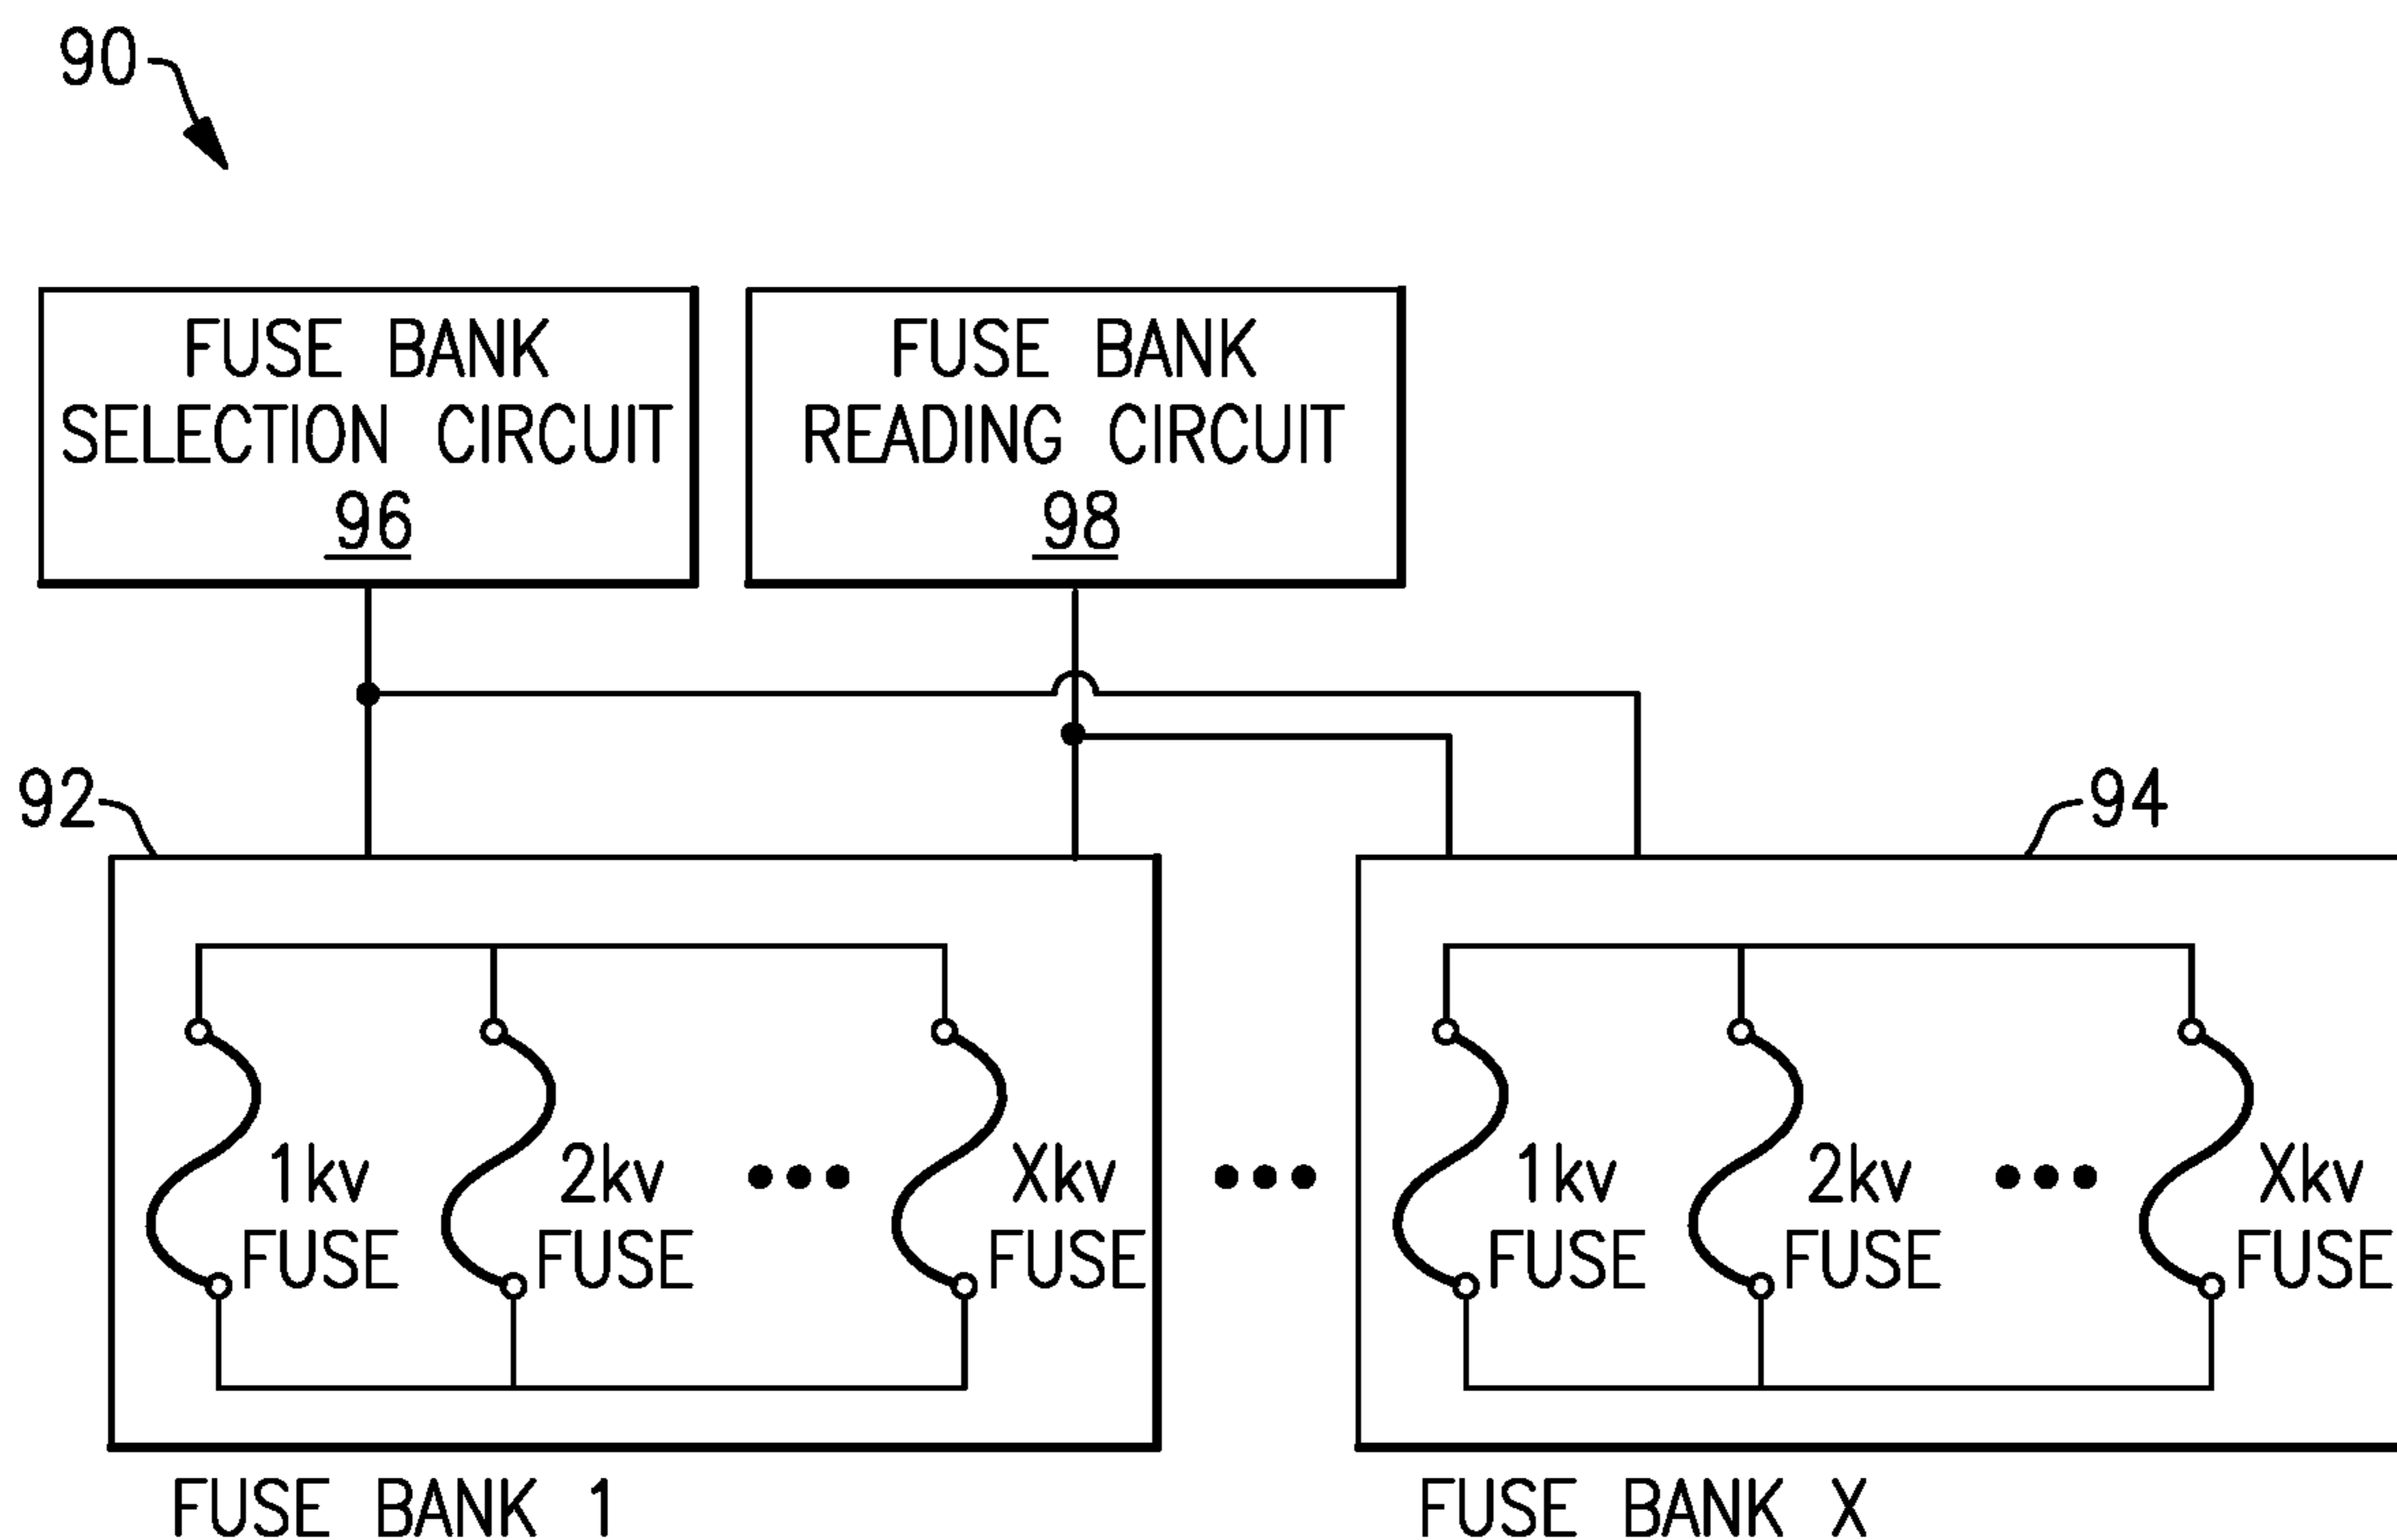 90
FUSE BANK
SELECTION CIRCUIT
96
FUSE BANK
READING CIRCUIT
98
92
94
1kv
FUSE
2kv
FUSE
Xkv
FUSE
1kv
FUSE
2kv
FUSE
Xkv
FUSE
FUSE BANK 1
FUSE BANK X